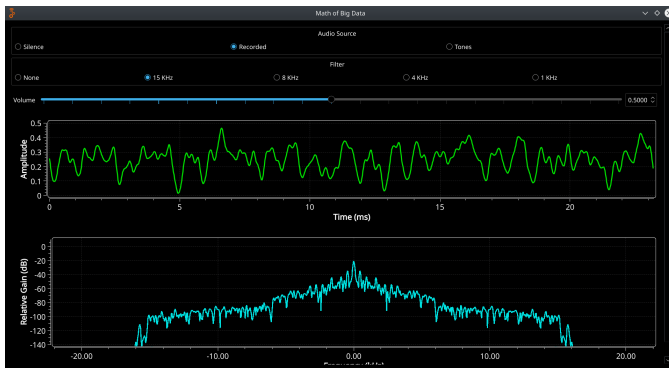 Math of Big Data
Audio Source
Silence Recorded Tones
Filter
None 15 KHz 8 KHz 4 KHz 1 KHz
Volume 0.5000
0.5
0.4
0.3
0.2
0.1
0
Amplitude
0 5 10 15 20
Time (ms)
0
-20
-40
-60
-80
-100
-120
-140
Relative Gain (dB)
-20.00 -10.00 0.00 10.00 20.00
Frequency (kHz)